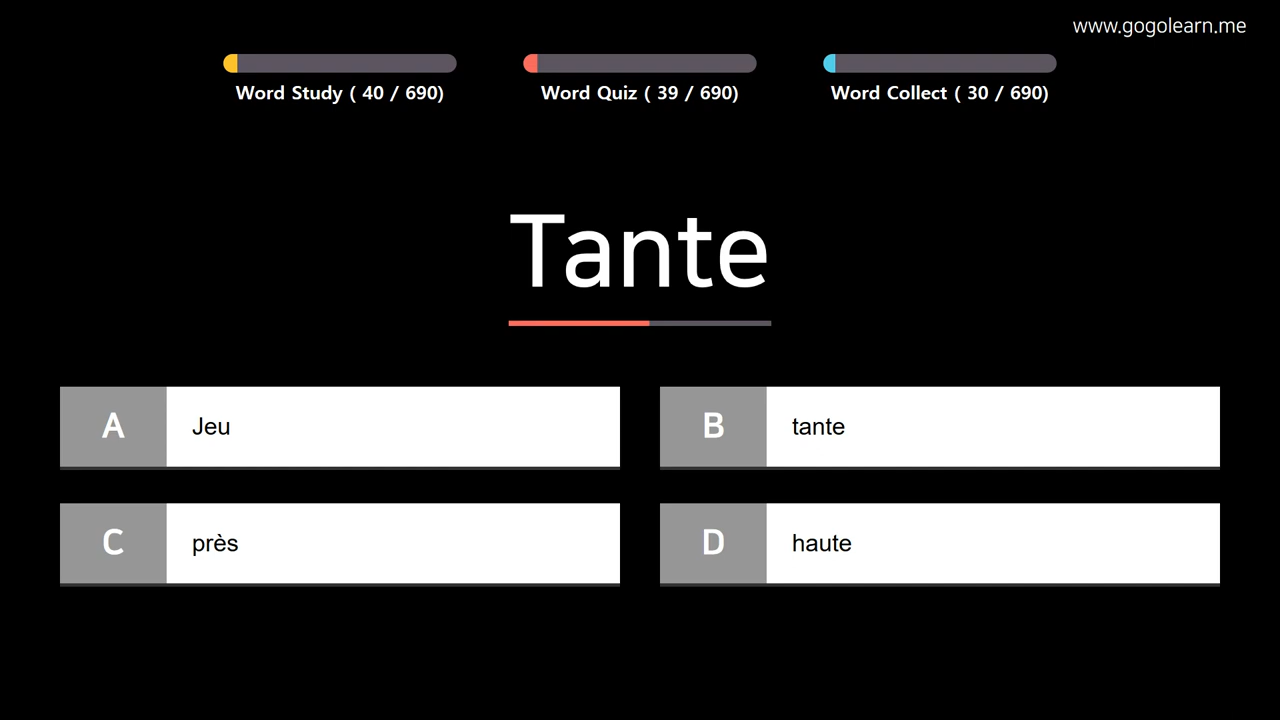 www.gogolearn.me
Word Study ( 40 / 690)
Word Quiz ( 39 / 690)
Word Collect ( 30 / 690)
Tante
A Jeu
B tante
C près
D haute